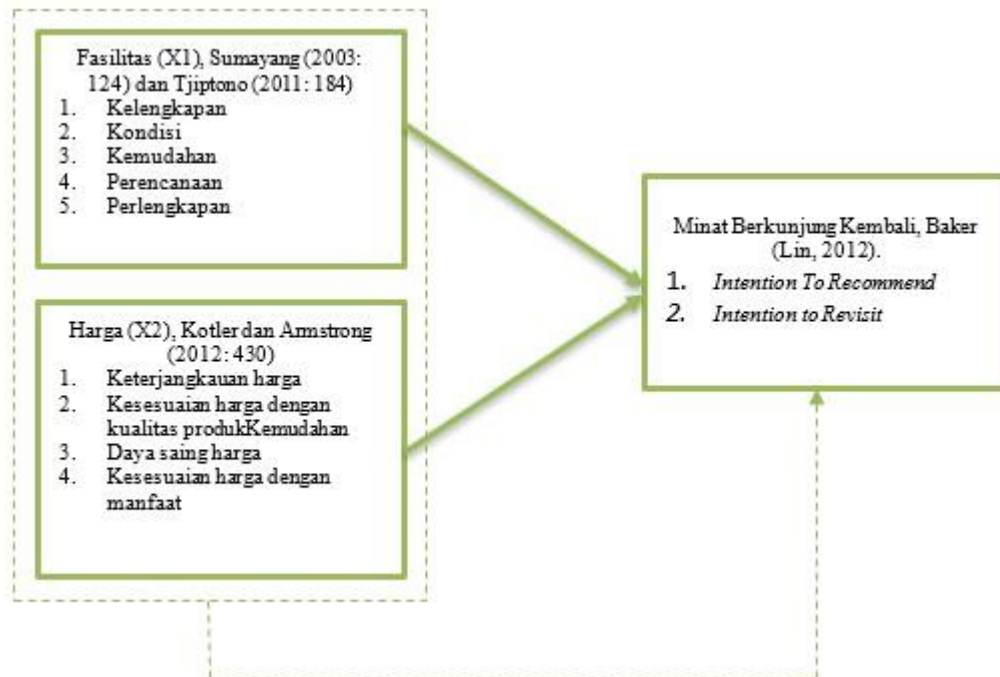 Fasilitas (X1), Sumayang (2003:
124) dan Tjiptono (2011: 184)
1. Kelengkapan
2. Kondisi
3. Kemudahan
4. Perencanaan
5. Perlengkapan
Harga (X2), Kotler dan Armstrong
(2012: 430)
1. Keterjangkauan harga
2. Kesesuaian harga dengan
kualitas produkKemudahan
3. Daya saing harga
4. Kesesuaian harga dengan
manfaat
Minat Berkunjung Kembali, Baker
(Lin, 2012).
1. Intention To Recommend
2. Intention to Revisit